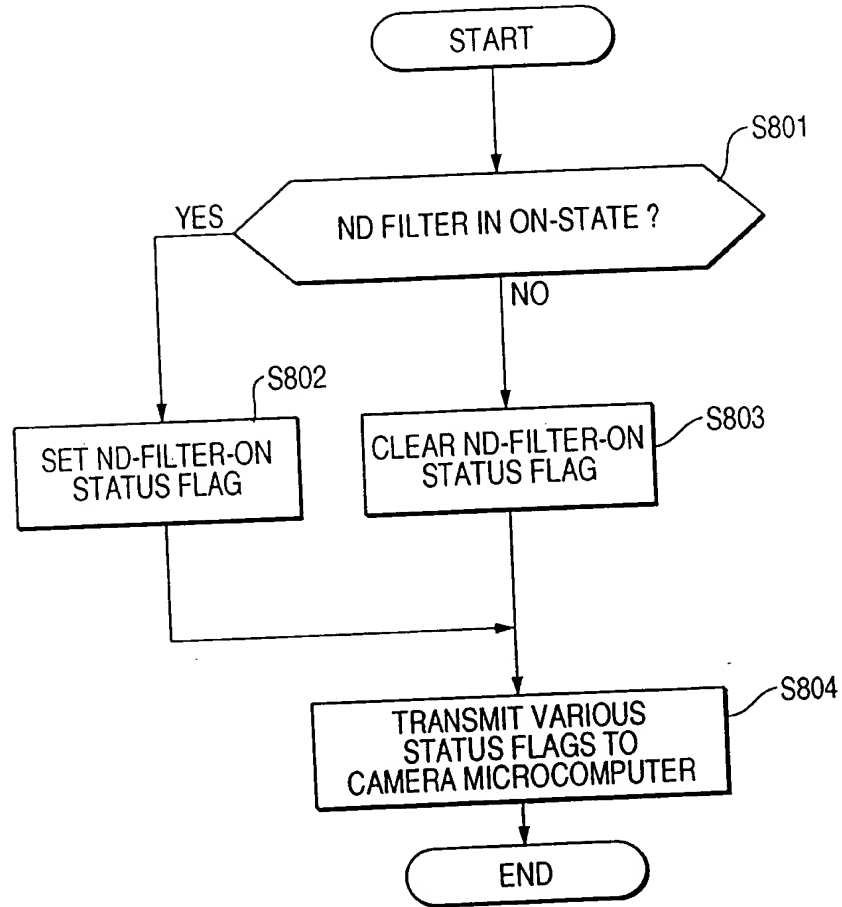 START
S801
ND FILTER IN ON-STATE ?
YES
NO
S802
SET ND-FILTER-ON
STATUS FLAG
S803
CLEAR ND-FILTER-ON
STATUS FLAG
S804
TRANSMIT VARIOUS
STATUS FLAGS TO
CAMERA MICROCOMPUTER
END